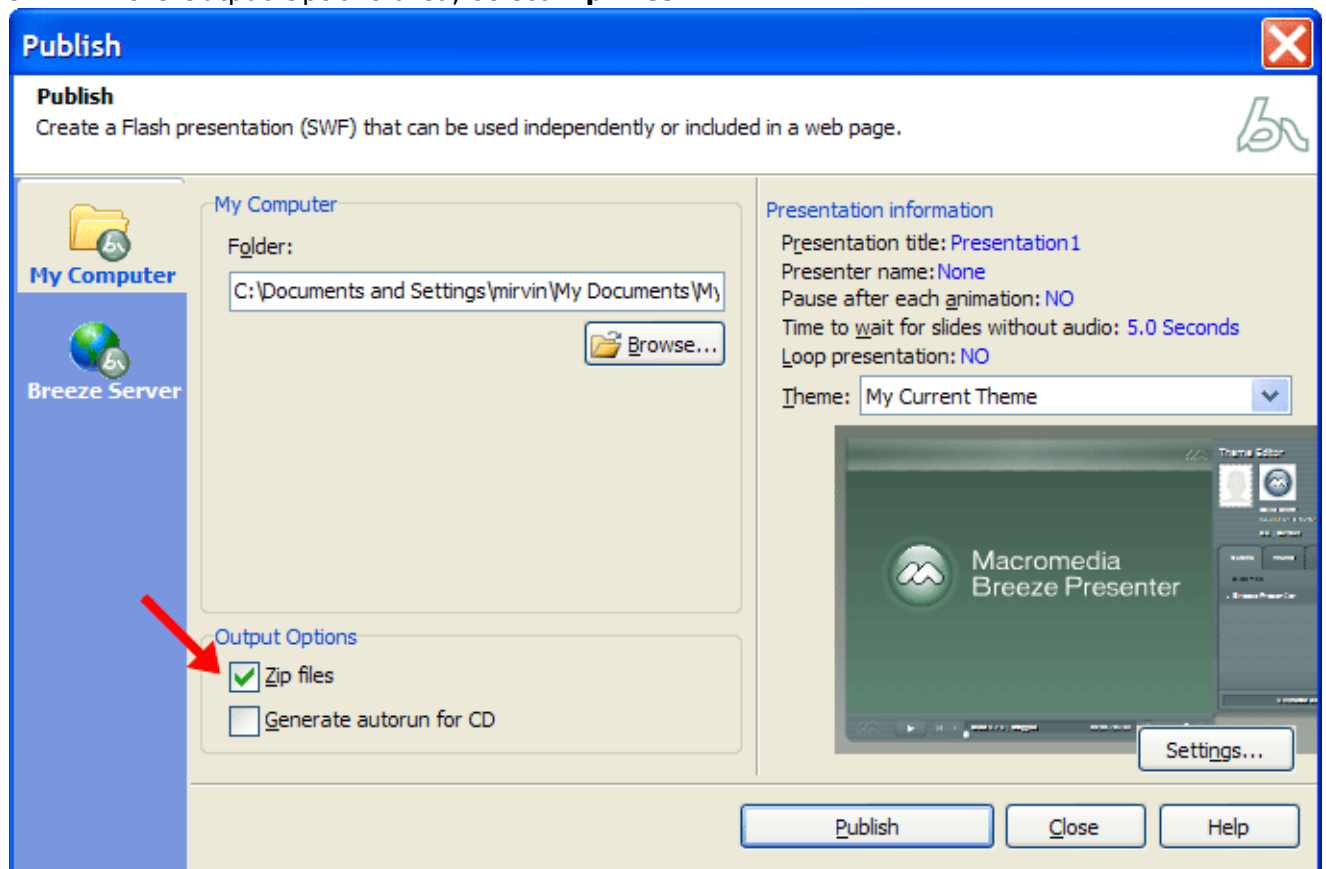 Publish
Publish
Create a Flash presentation (SWF) that can be used independently or included in a web page.
My Computer
Breeze Server
My Computer
Folder:
C:\Documents and Settings\mirvin\My Documents\My
Browse...
Output Options
Zip files
Generate autorun for CD
Presentation information
Presentation title: Presentation1
Presenter name: None
Pause after each animation: NO
Time to wait for slides without audio: 5.0 Seconds
Loop presentation: NO
Theme: My Current Theme
Theme Editor
Macromedia
Breeze Presenter
Settings...
Publish
Close
Help